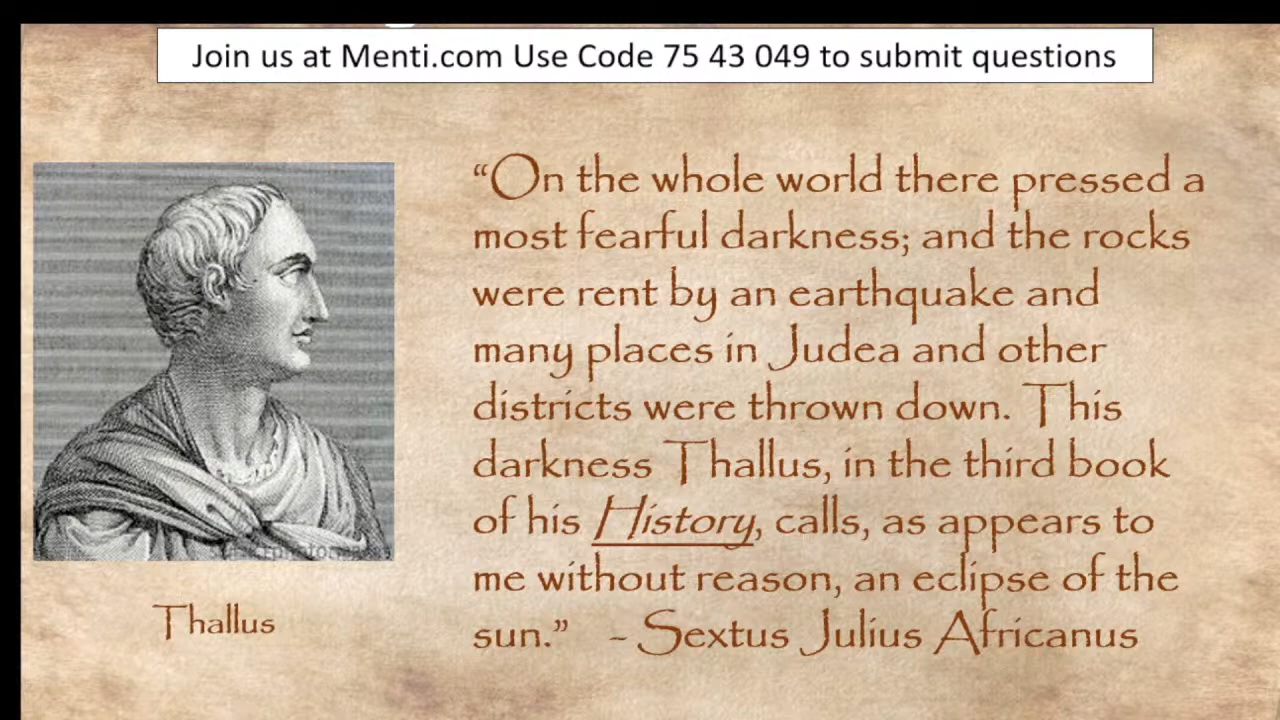 Join us at Menti.com Use Code 75 43 049 to submit questions
“On the whole world there pressed a
most fearful darkness; and the rocks
were rent by an earthquake and
many places in Judea and other
districts were thrown down. This
darkness Thallus, in the third book
of his History, calls, as appears to
me without reason, an eclipse of the
sun.” - Sextus Julius Africanus
Thallus